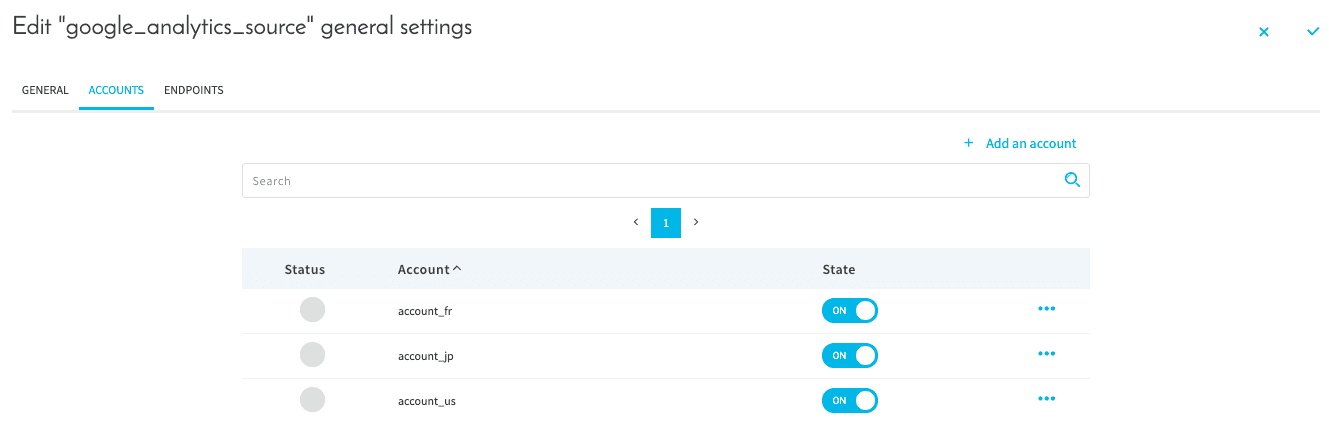 Edit "google_analytics_source" general settings
GENERAL ACCOUNTS ENDPOINTS
+ Add an account
Search
1
Status Account State
account_fr ON
account_jp ON
account_us ON